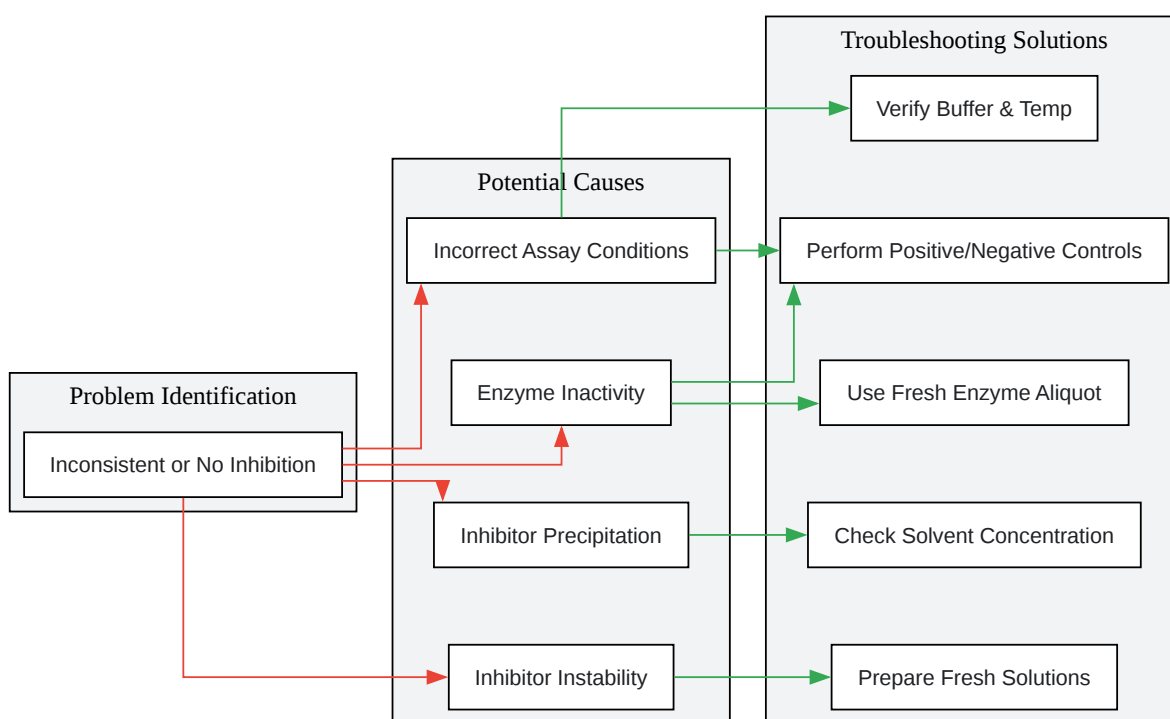 Troubleshooting Solutions
Verify Buffer & Temp
Potential Causes
Incorrect Assay Conditions
Perform Positive/Negative Controls
Problem Identification
Enzyme Inactivity
Use Fresh Enzyme Aliquot
Inconsistent or No Inhibition
Inhibitor Precipitation
Check Solvent Concentration
Inhibitor Instability
Prepare Fresh Solutions